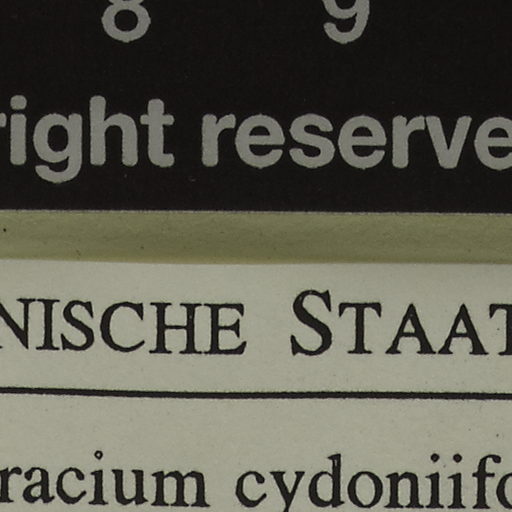 8 9
right reserve
NISCHE STAAT
racium cydoniifo